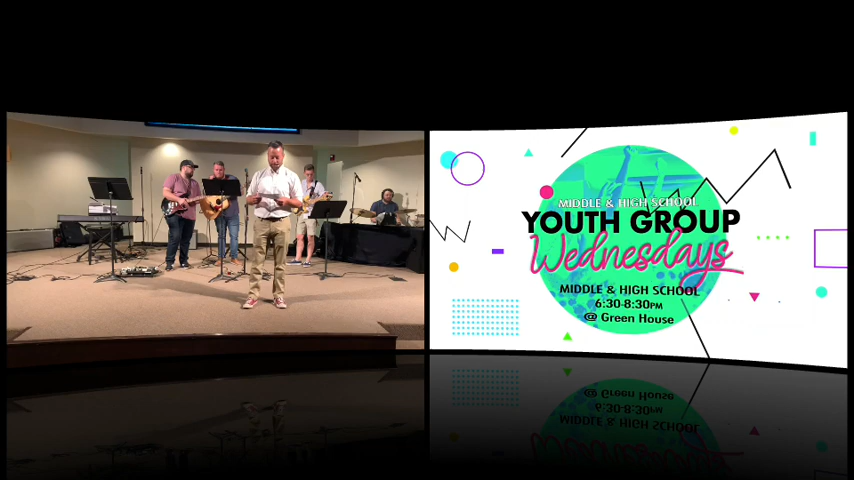 MIDDLE & HIGH SCHOOL
YOUTH GROUP
Wednesdays
MIDDLE & HIGH SCHOOL
6:30-8:30PM
@ Green House